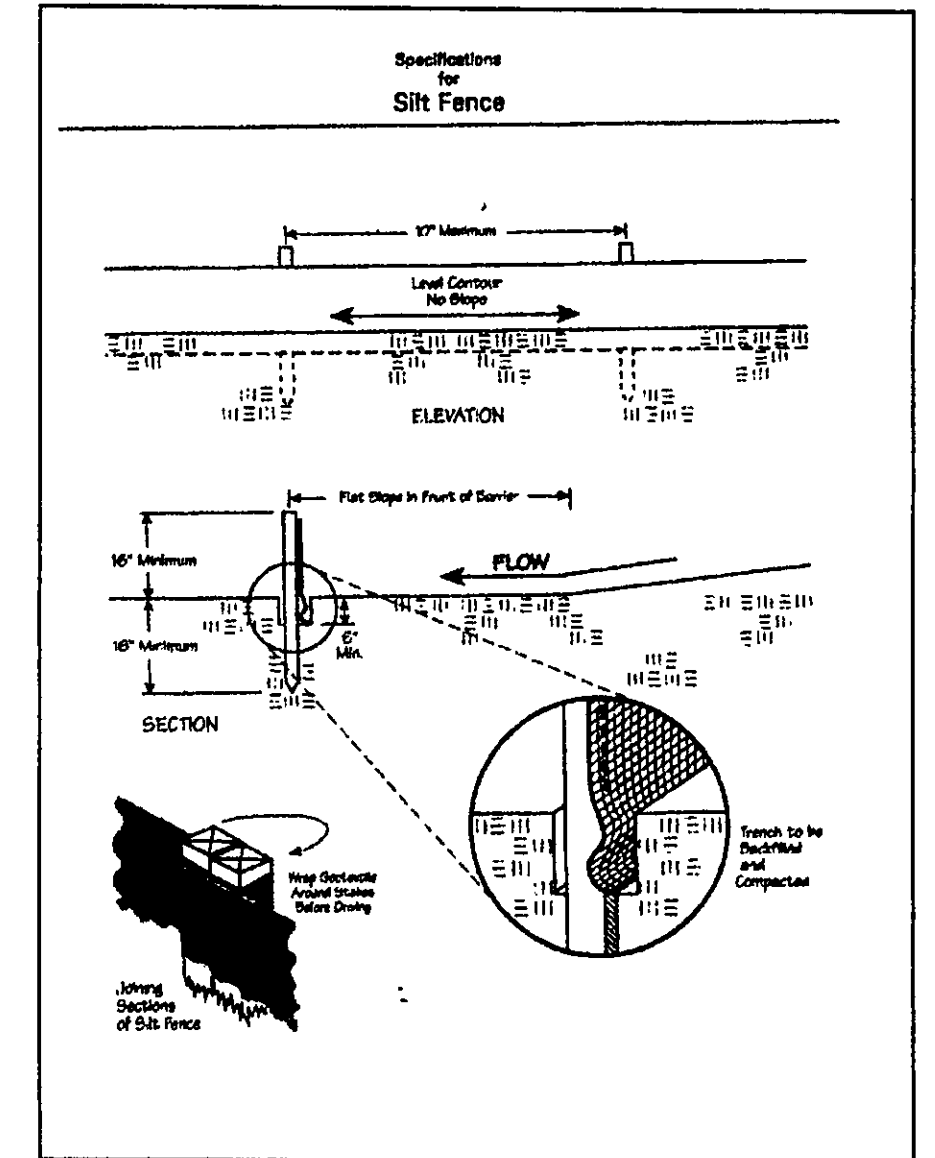 Specifications
for
Silt Fence
Maximum
Level Contour
No Slope
ELEVATION
Flat Slope in Front of Barrier
16" Minimum
FLOW
16" Minimum
6"
Min.
SECTION
Trench to be
Backfilled
and
Compacted
Wrap Geotextile
Around Stakes
Before Driving
Joining
Sections
of Silt Fence